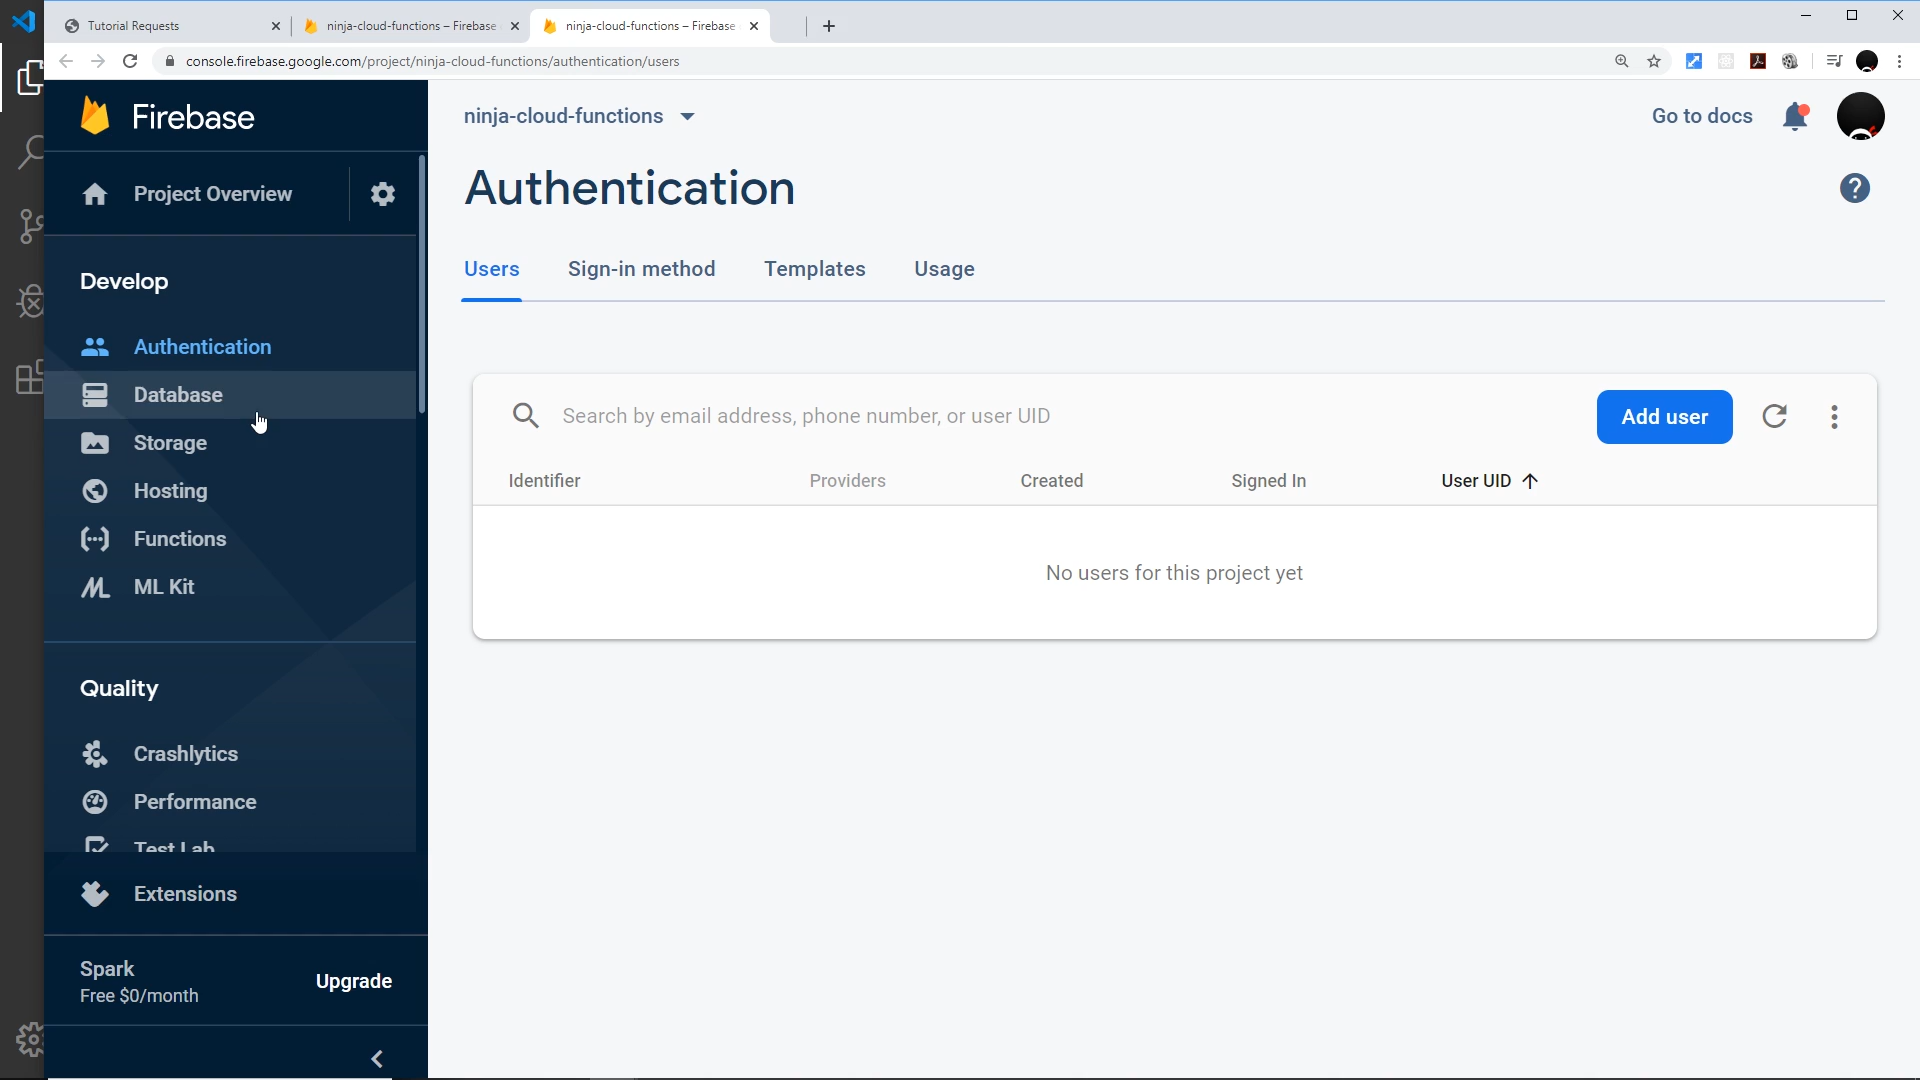 Tutorial Requests
ninja-cloud-functions – Firebase
ninja-cloud-functions – Firebase
console.firebase.google.com/project/ninja-cloud-functions/authentication/users
Firebase
ninja-cloud-functions
Go to docs
Project Overview
Authentication
Develop
Users
Sign-in method
Templates
Usage
Authentication
Database
Storage
Hosting
Functions
ML Kit
Search by email address, phone number, or user UID
Add user
Identifier
Providers
Created
Signed In
User UID
No users for this project yet
Quality
Crashlytics
Performance
Test Lab
Extensions
Spark
Free $0/month
Upgrade